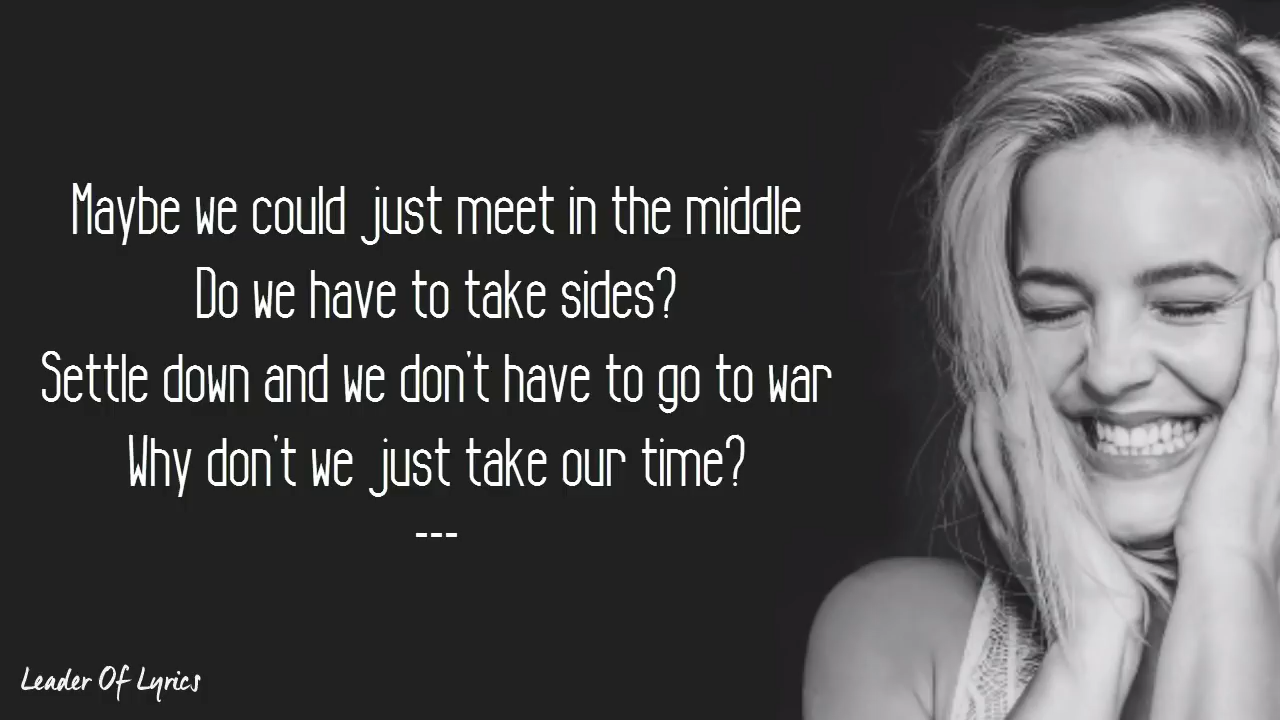 Maybe we could just meet in the middle
Do we have to take sides?
Settle down and we don't have to go to war
Why don't we just take our time?
---
Leader Of Lyrics